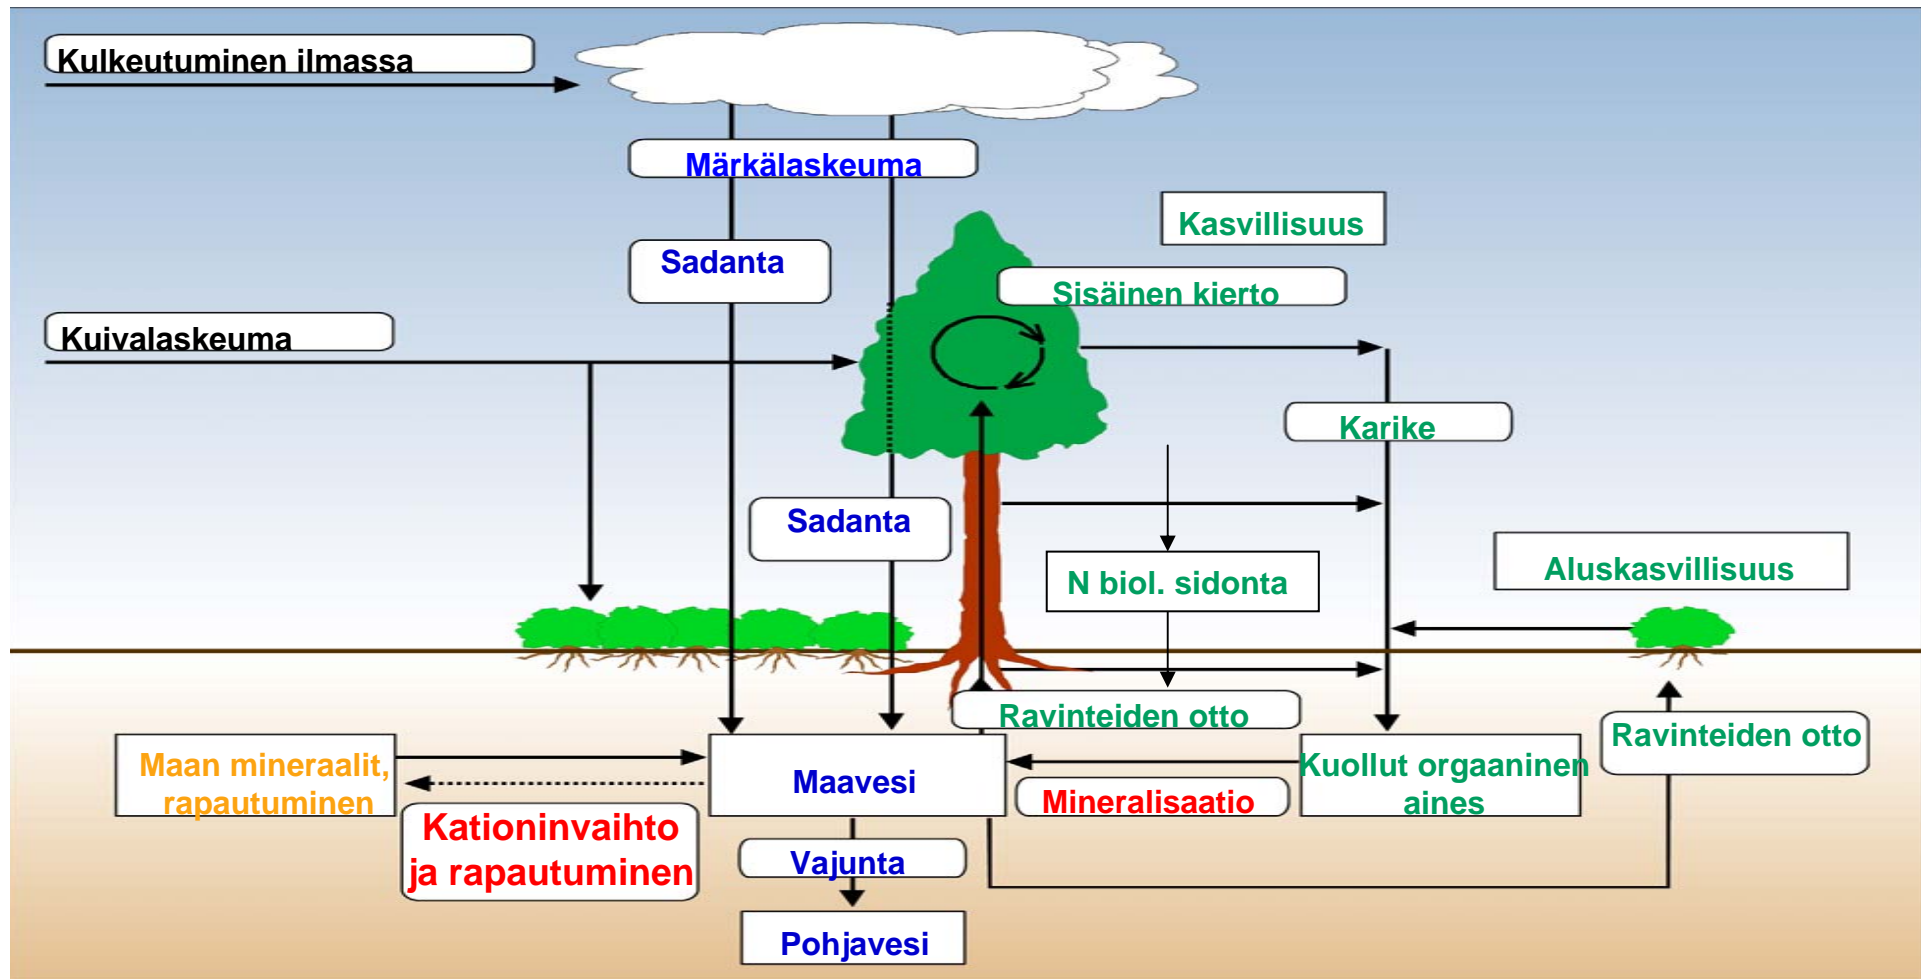 Kulkeutuminen ilmassa
Märkälaskeuma
Kasvillisuus
Sadanta
Sisäinen kierto
Kuivalaskeuma
Karike
Sadanta
N biol. sidonta
Aluskasvillisuus
Ravinteiden otto
Ravinteiden otto
Maan mineraalit,
rapautuminen
Maavesi
Kuollut orgaaninen
aines
Mineralisaatio
Kationinvaihto
ja rapautuminen
Vajunta
Pohjavesi